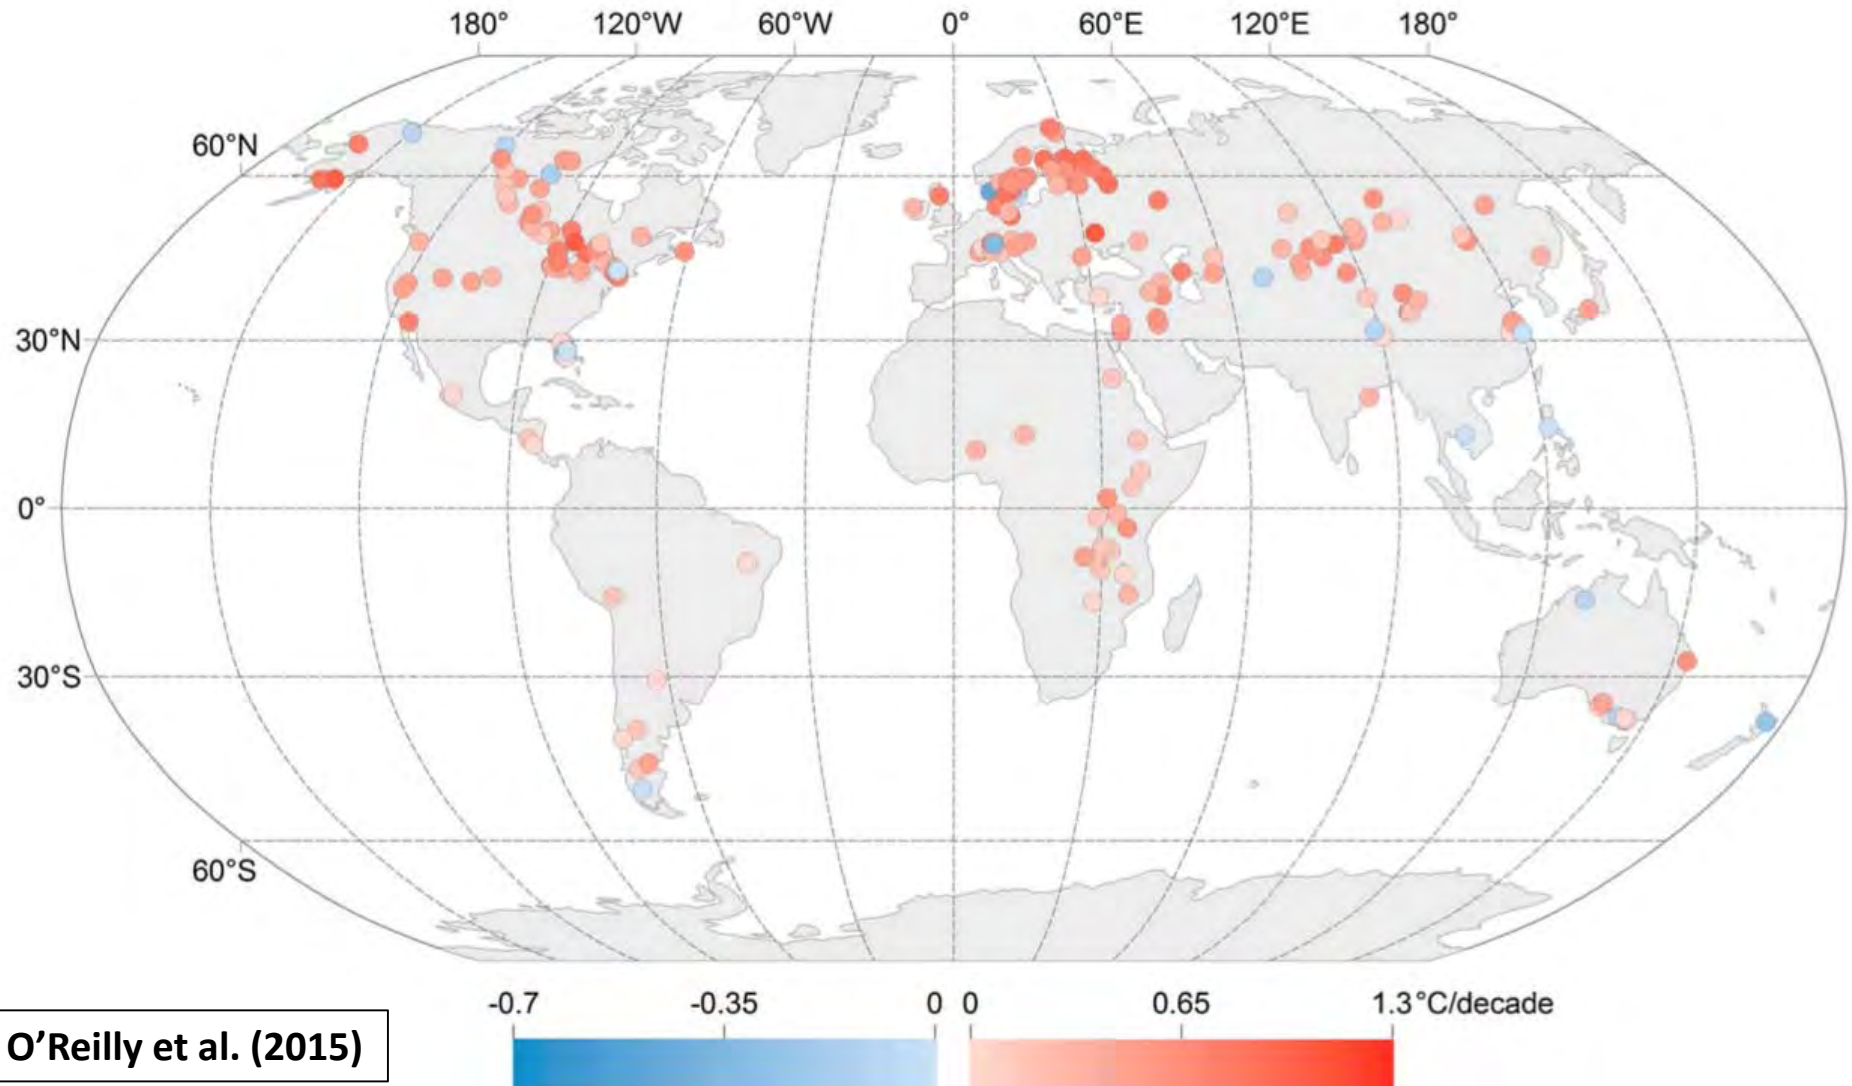 180° 120°W 60°W 0° 60°E 120°E 180°
60°N
30°N
0°
30°S
60°S
-0.7 -0.35 0 0 0.65 1.3°C/decade
O’Reilly et al. (2015)